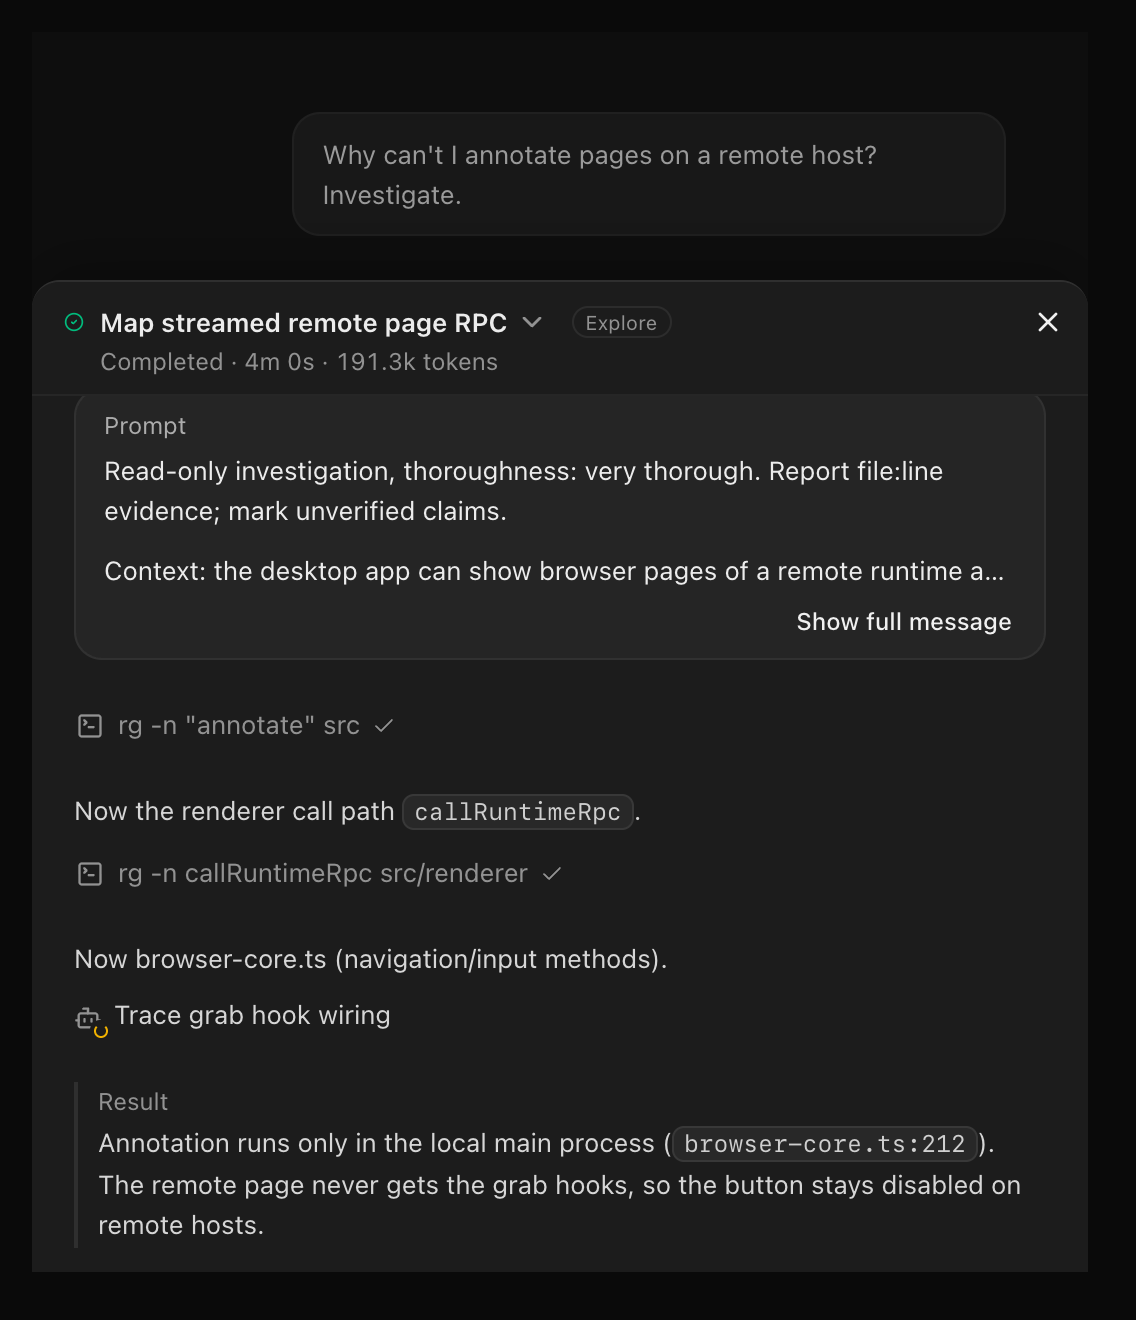 Why can't I annotate pages on a remote host?
Investigate.
Map streamed remote page RPC Explore
Completed · 4m 0s · 191.3k tokens
Prompt
Read-only investigation, thoroughness: very thorough. Report file:line
evidence; mark unverified claims.
Context: the desktop app can show browser pages of a remote runtime a...
Show full message
rg -n "annotate" src
Now the renderer call path callRuntimeRpc.
rg -n callRuntimeRpc src/renderer
Now browser-core.ts (navigation/input methods).
Trace grab hook wiring
Result
Annotation runs only in the local main process (browser-core.ts:212).
The remote page never gets the grab hooks, so the button stays disabled on
remote hosts.